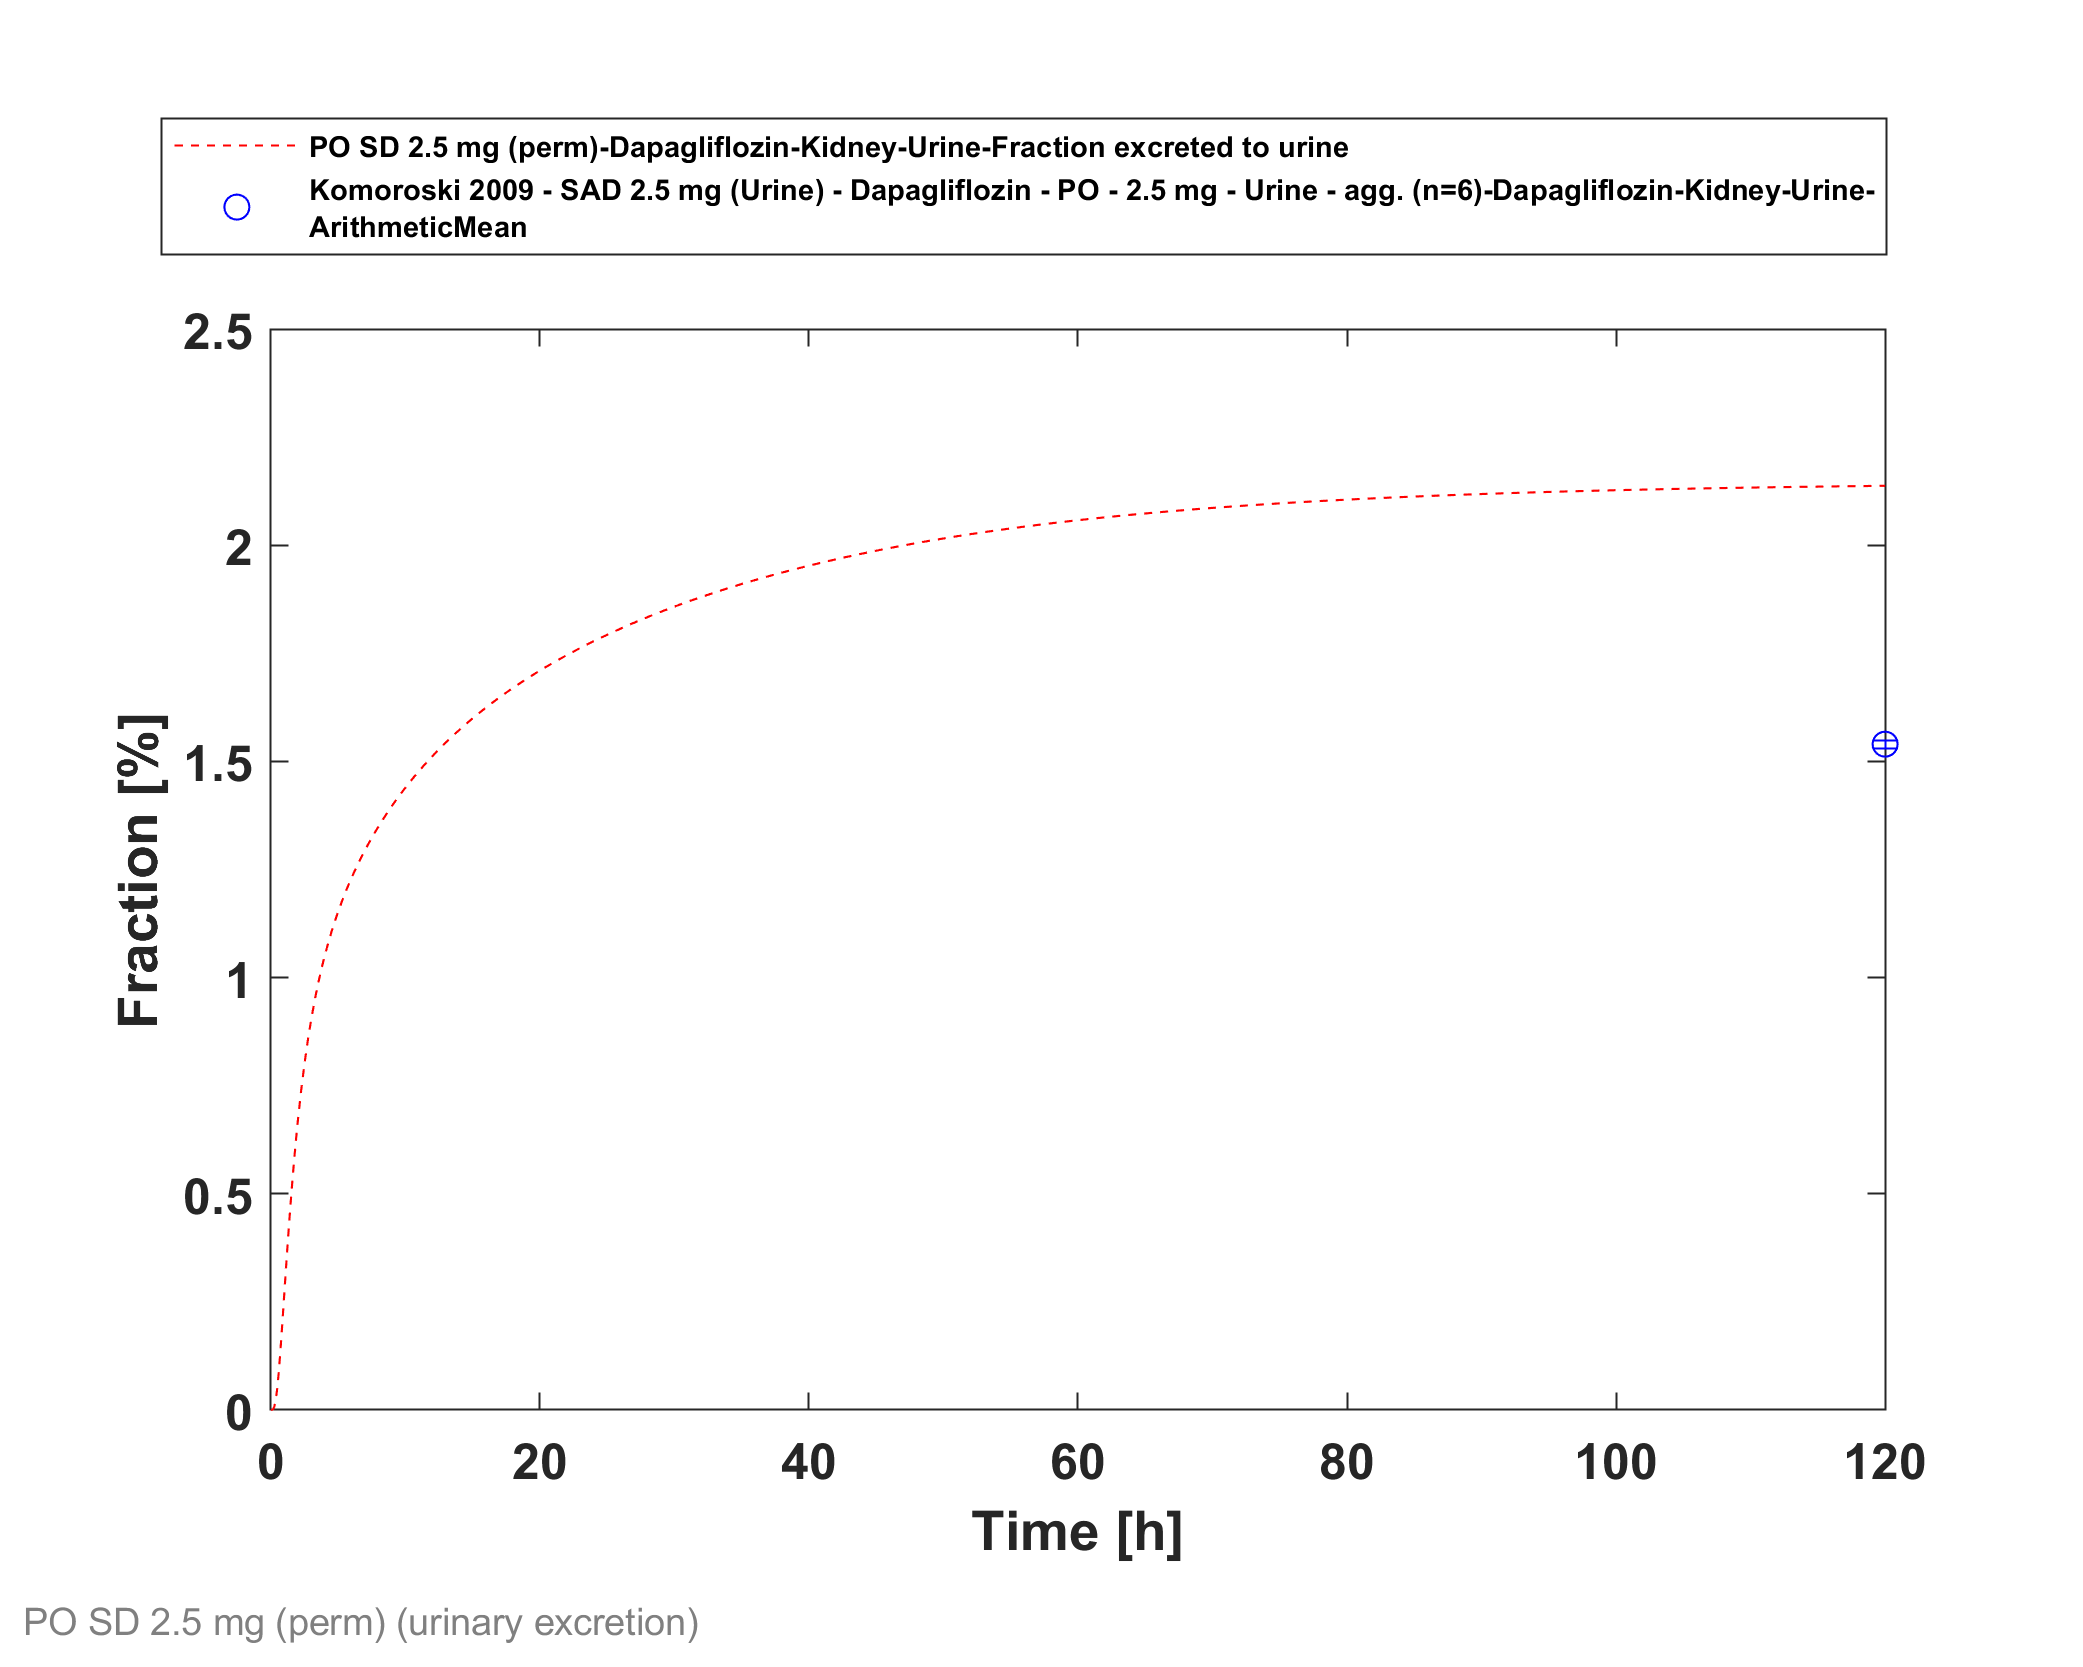 PO SD 2.5 mg (perm)-Dapagliflozin-Kidney-Urine-Fraction excreted to urine
Komoroski 2009 - SAD 2.5 mg (Urine) - Dapagliflozin - PO - 2.5 mg - Urine - agg. (n=6)-Dapagliflozin-Kidney-Urine-
ArithmeticMean
2.5
2
1.5
1
0.5
0
Fraction [%]
0 20 40 60 80 100 120
Time [h]
PO SD 2.5 mg (perm) (urinary excretion)